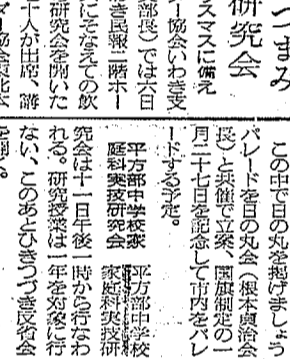 つまみ
研究会
スマスに備え
ー協会いわき支
部長）では六日
き民報二階ホー
にそなえての飲
研究会を開いた
十人が出席、講
この中で日の丸を掲げましょう
パレードを日の丸会（根本真治会
長）と共催で立案、国旗制定の一
月二十七日を記念して市内をパレ
ードする予定。
平方部中学校家
庭科実技研究会
平方部中学校
家庭科実技研
究会は十一日午後一時から行なわ
れる。研究授業は一年を対象に行
ない、このあとひきつづき反省会